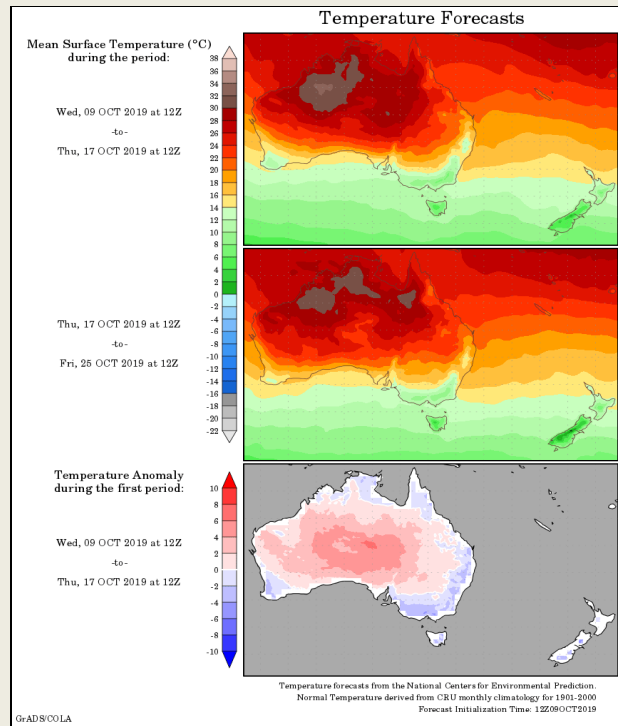 Temperature Forecasts
Mean Surface Temperature (°C)
during the period:
Wed, 09 OCT 2019 at 12Z
-to-
Thu, 17 OCT 2019 at 12Z
38
36
34
32
30
28
26
24
22
20
18
16
14
12
10
8
6
4
2
0
-2
-4
-6
-8
-10
-12
-14
-16
-18
-20
-22
Thu, 17 OCT 2019 at 12Z
-to-
Fri, 25 OCT 2019 at 12Z
Temperature Anomaly
during the first period:
Wed, 09 OCT 2019 at 12Z
-to-
Thu, 17 OCT 2019 at 12Z
10
8
6
4
2
0
-2
-4
-6
-8
-10
Temperature forecasts from the National Centers for Environmental Prediction.
Normal Temperature derived from CRU monthly climatology for 1901-2000
Forecast Initialization Time: 12Z09OCT2019
GrADS/COLA